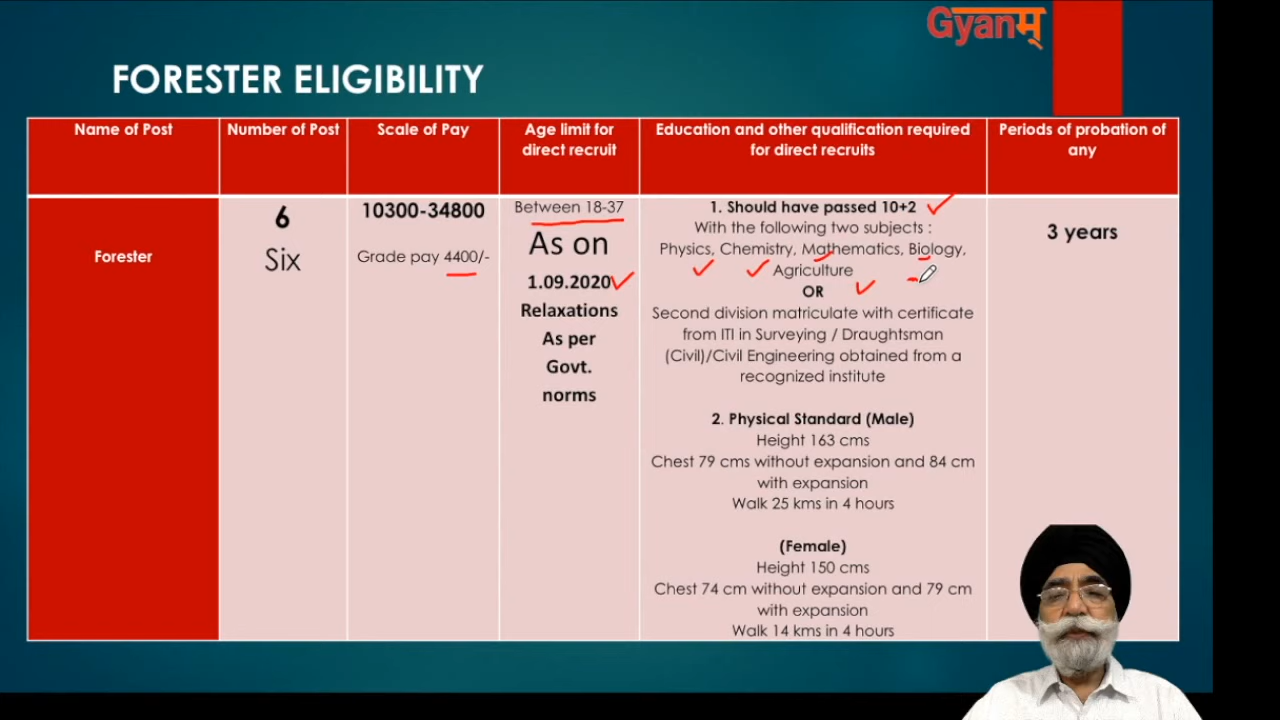 Gyanम्
FORESTER ELIGIBILITY
Name of Post
Number of Post
Scale of Pay
Age limit for
direct recruit
Education and other qualification required
for direct recruits
Periods of probation of
any
Forester
6
Six
10300-34800
Grade pay 4400/-
Between 18-37
As on
1.09.2020
Relaxations
As per
Govt.
norms
1. Should have passed 10+2
With the following two subjects :
Physics, Chemistry, Mathematics, Biology,
Agriculture
OR
Second division matriculate with certificate
from ITI in Surveying / Draughtsman
(Civil)/Civil Engineering obtained from a
recognized institute
2. Physical Standard (Male)
Height 163 cms
Chest 79 cms without expansion and 84 cm
with expansion
Walk 25 kms in 4 hours
(Female)
Height 150 cms
Chest 74 cm without expansion and 79 cm
with expansion
Walk 14 kms in 4 hours
3 years